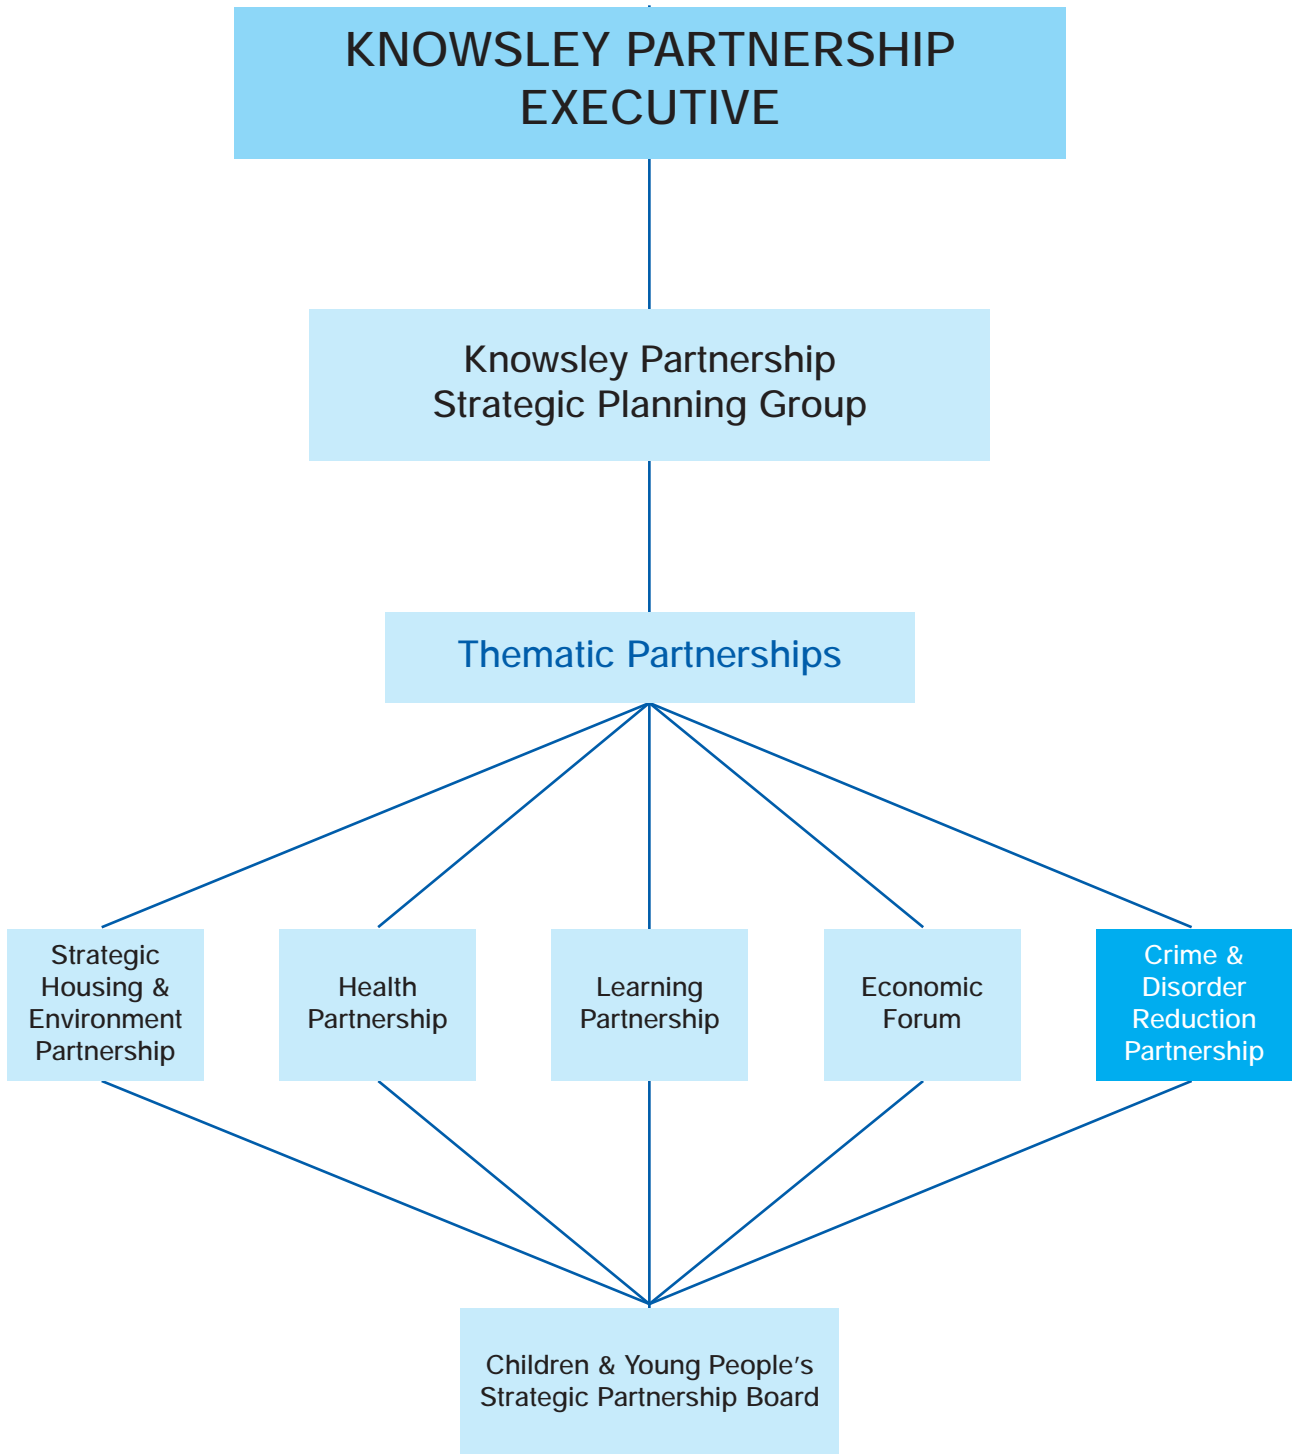 KNOWSLEY PARTNERSHIP
EXECUTIVE
Knowsley Partnership
Strategic Planning Group
Thematic Partnerships
Strategic
Housing &
Environment
Partnership
Health
Partnership
Learning
Partnership
Economic
Forum
Crime &
Disorder
Reduction
Partnership
Children & Young People’s
Strategic Partnership Board